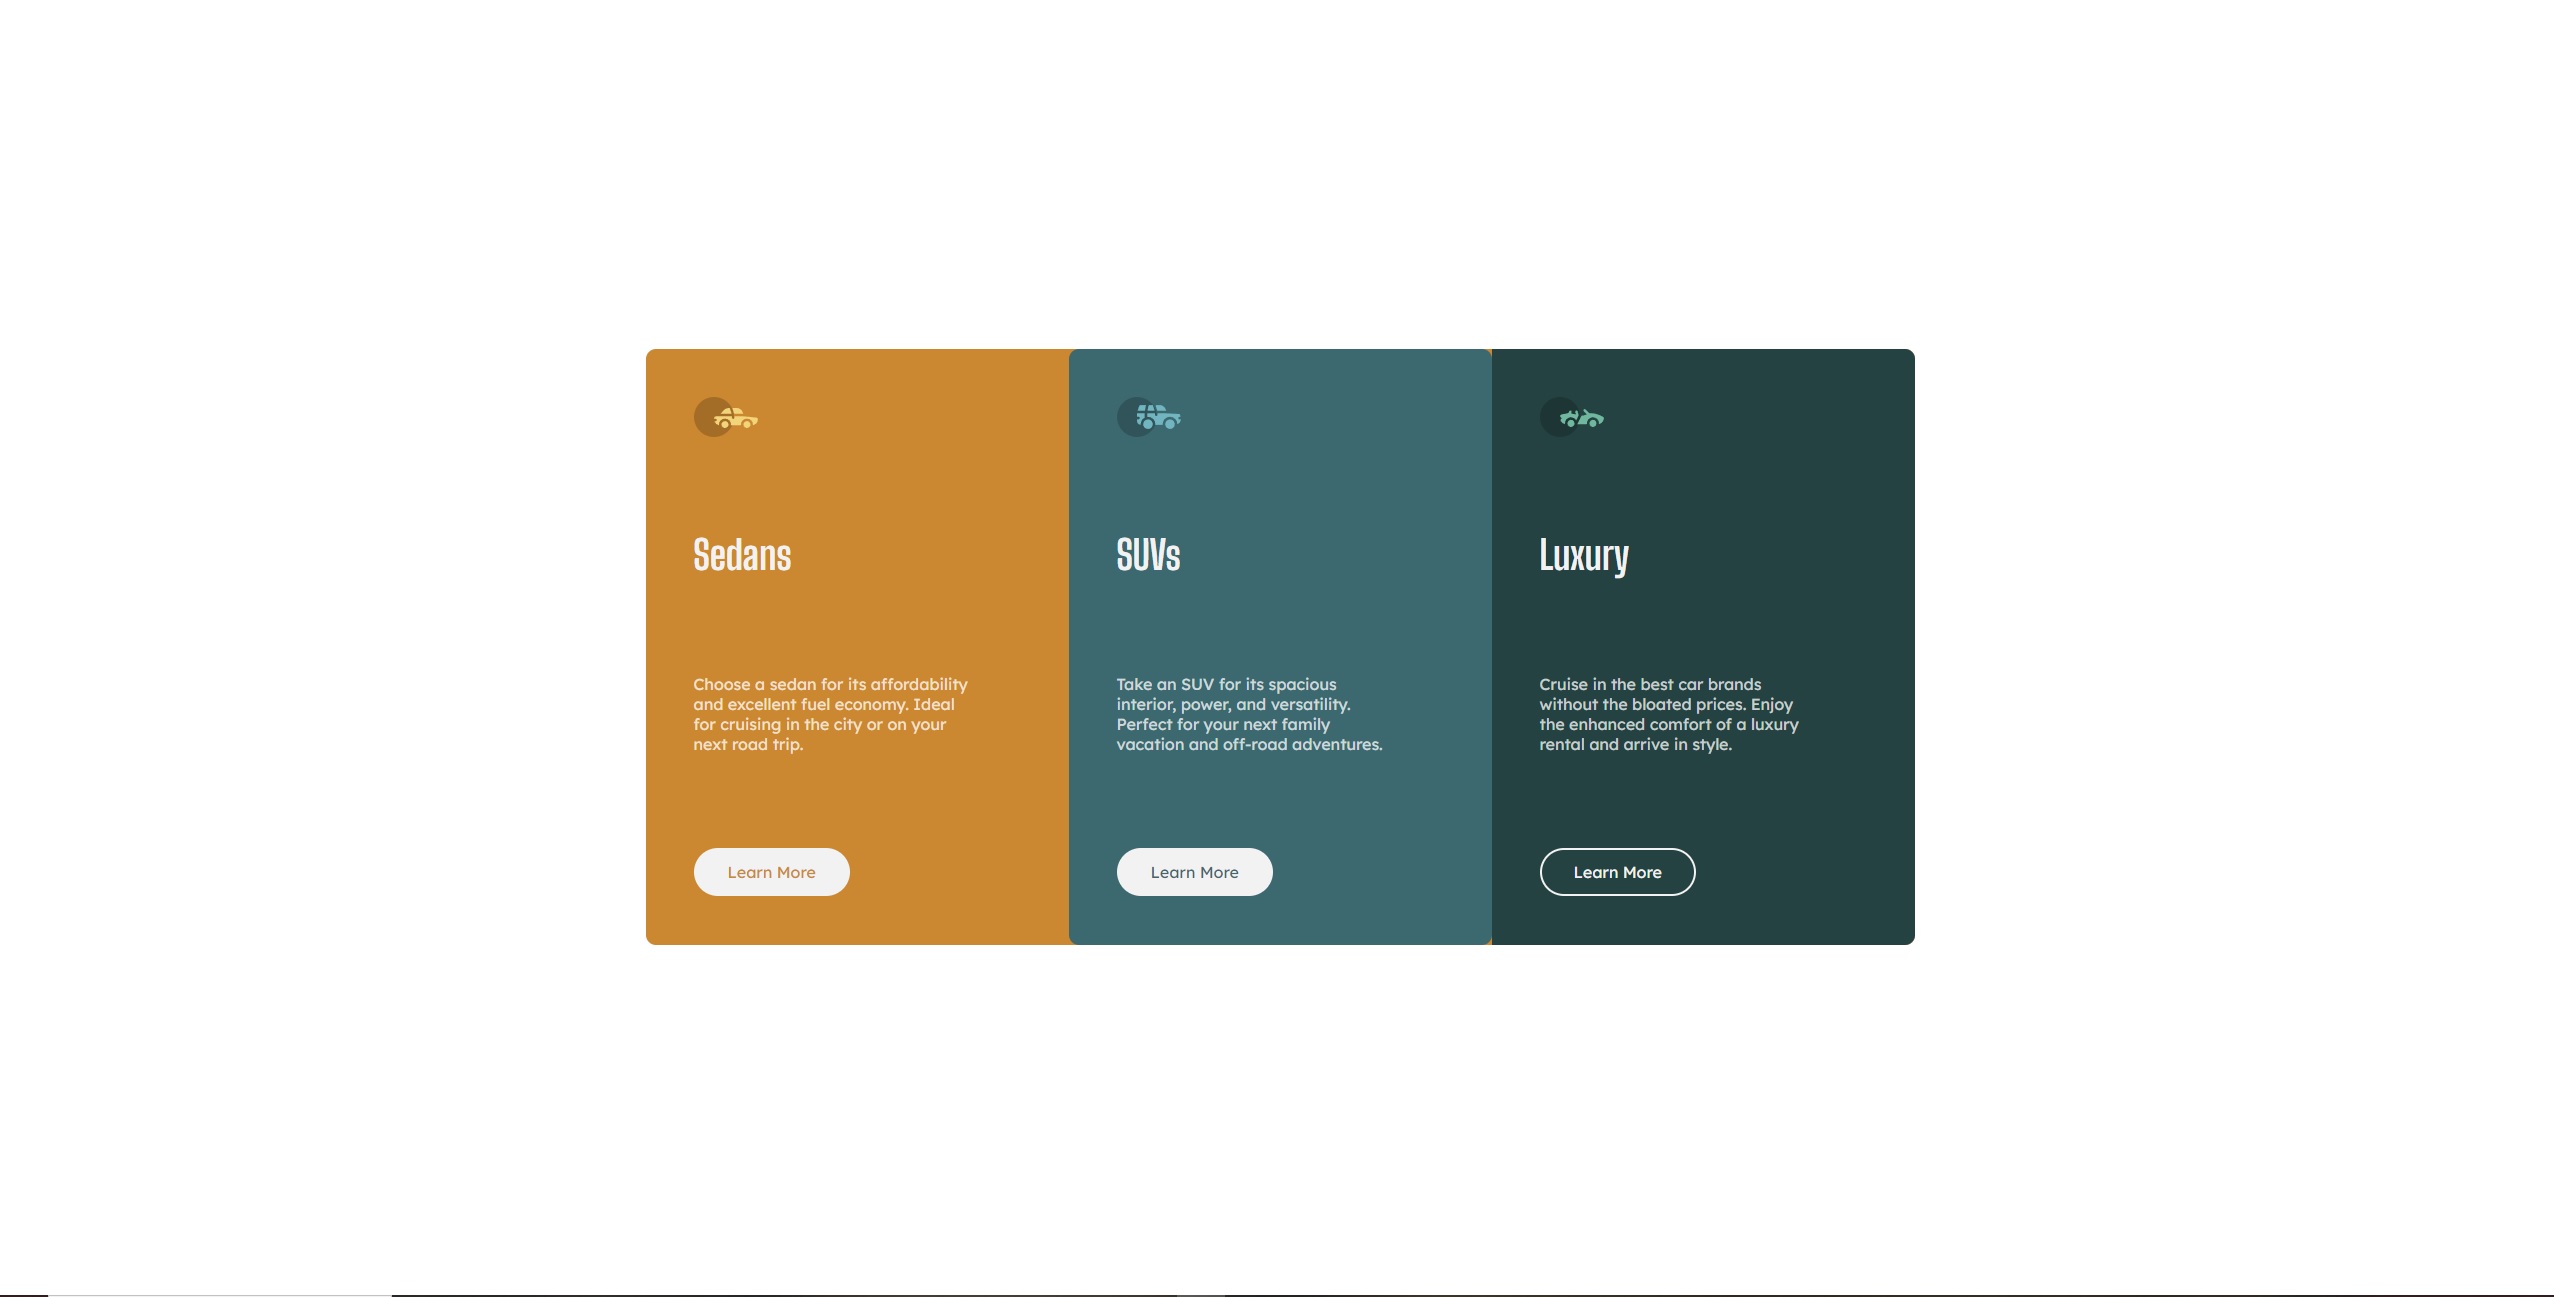 Sedans
Choose a sedan for its affordability
and excellent fuel economy. Ideal
for cruising in the city or on your
next road trip.
Learn More
SUVs
Take an SUV for its spacious
interior, power, and versatility.
Perfect for your next family
vacation and off-road adventures.
Learn More
Luxury
Cruise in the best car brands
without the bloated prices. Enjoy
the enhanced comfort of a luxury
rental and arrive in style.
Learn More